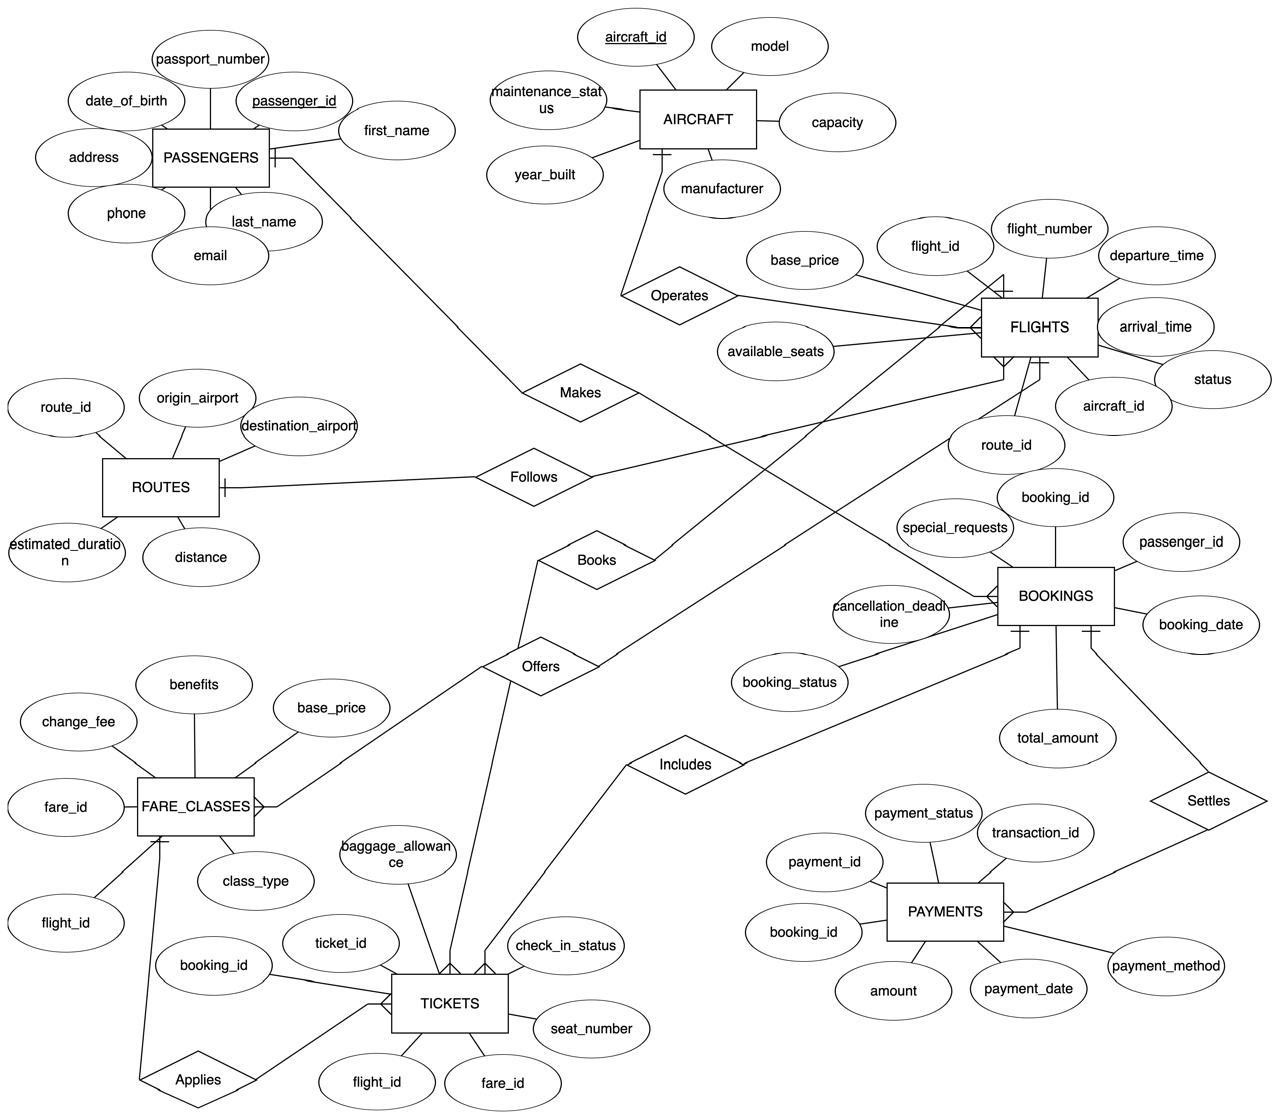 aircraft_id
model
passport_number
date_of_birth
passenger_id
maintenance_stat
us
AIRCRAFT
capacity
first_name
address
PASSENGERS
year_built
manufacturer
phone
last_name
email
flight_id
flight_number
base_price
departure_time
Operates
FLIGHTS
arrival_time
available_seats
status
Makes
aircraft_id
route_id
origin_airport
destination_airport
route_id
ROUTES
Follows
booking_id
special_requests
passenger_id
estimated_duratio
n
distance
Books
BOOKINGS
cancellation_deadl
ine
booking_date
Offers
booking_status
benefits
base_price
change_fee
total_amount
Includes
fare_id
FARE_CLASSES
Settles
payment_status
transaction_id
baggage_allowan
ce
payment_id
class_type
flight_id
PAYMENTS
booking_id
ticket_id
check_in_status
booking_id
payment_method
amount
payment_date
TICKETS
seat_number
Applies
flight_id
fare_id